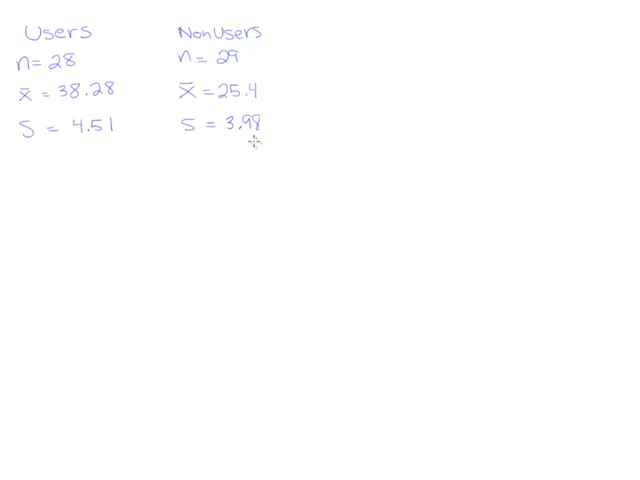 Users
n = 28
x̄ = 38.28
S = 4.51
NonUsers
n = 29
x̄ = 25.4
S = 3.98